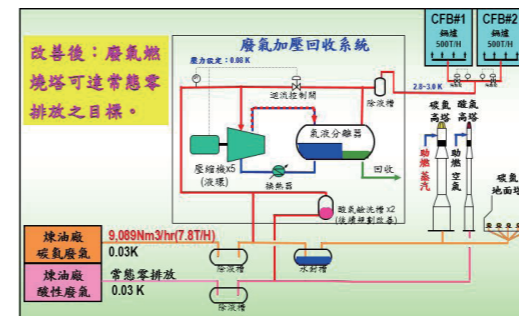 改善後：廢氣燃
燒塔可達常態零
排放之目標。
廢氣加壓回收系統
壓力設定：0.03 K
迴流控制閥
除液槽
2.0~3.0 K
CFB#1
鍋爐
500T/H
CFB#2
鍋爐
500T/H
氣液分離器
壓縮機x5
(液環)
換熱器
回收
酸氣鹼洗槽 x2
(後續規劃改善)
碳氫
高塔
酸氣
高塔
助燃蒸汽
助燃空氣
碳氫
地面塔
煉油廠
碳氫廢氣
9,089Nm3/hr(7.8T/H)
0.03K
除液槽
水封槽
煉油廠
酸性廢氣
常態零排放
0.03 K
除液槽